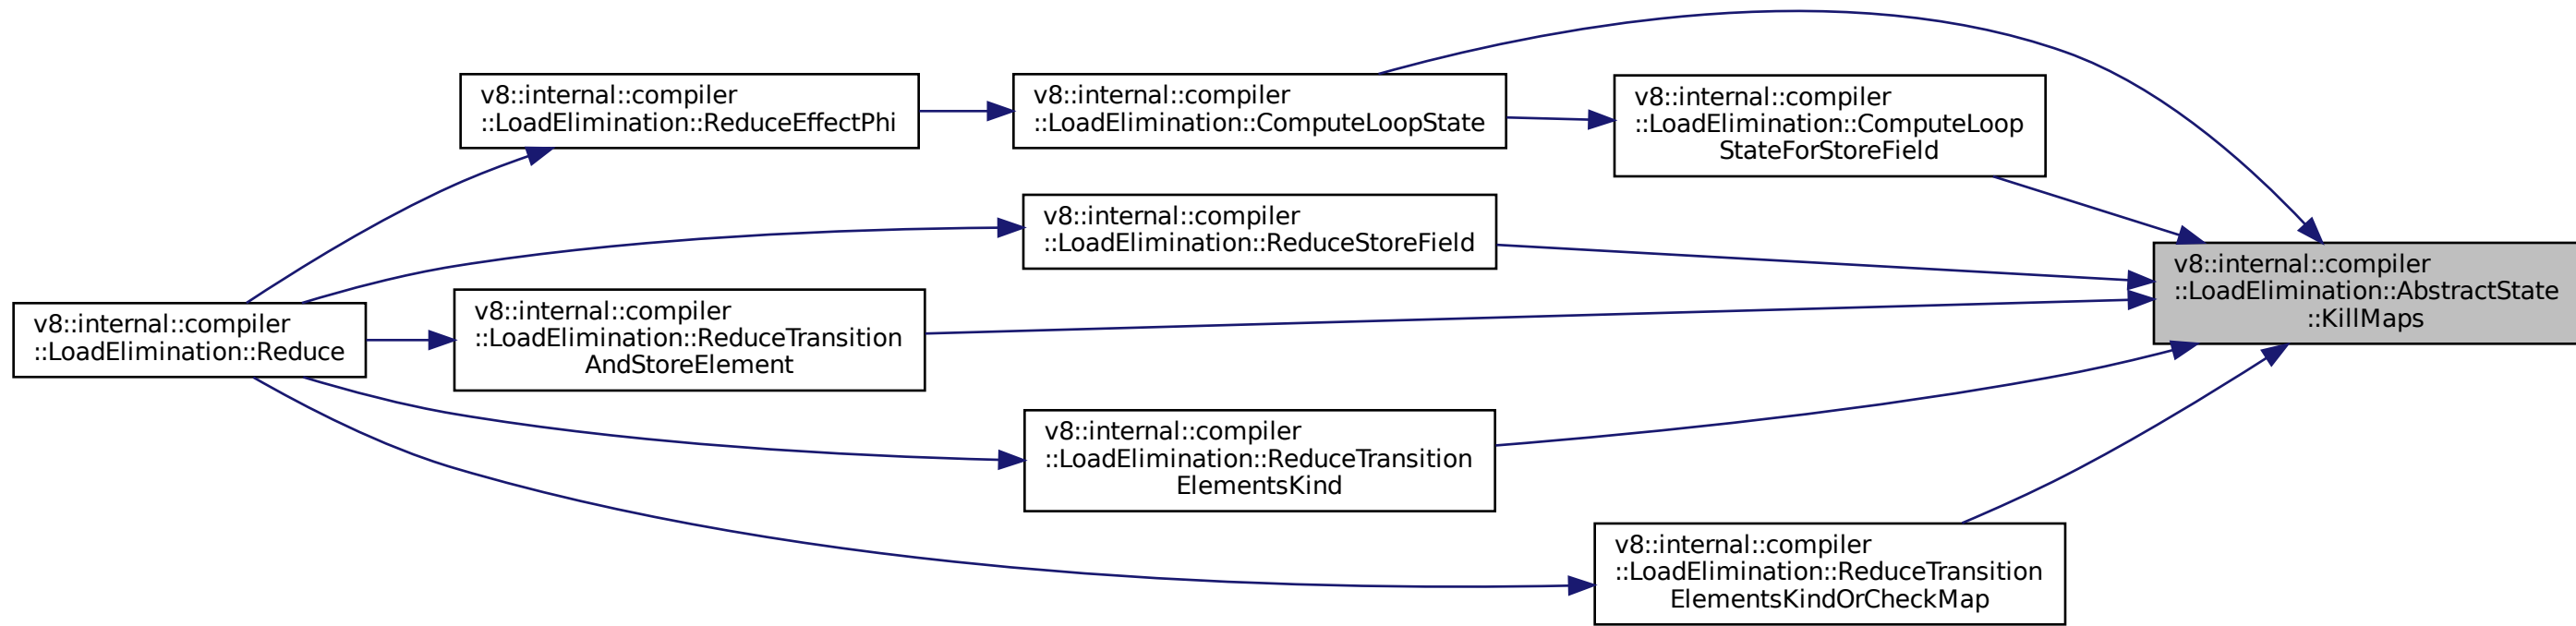 v8::internal::compiler
::LoadElimination::ReduceEffectPhi
v8::internal::compiler
::LoadElimination::ComputeLoopState
v8::internal::compiler
::LoadElimination::ComputeLoop
StateForStoreField
v8::internal::compiler
::LoadElimination::ReduceStoreField
v8::internal::compiler
::LoadElimination::AbstractState
::KillMaps
v8::internal::compiler
::LoadElimination::Reduce
v8::internal::compiler
::LoadElimination::ReduceTransition
AndStoreElement
v8::internal::compiler
::LoadElimination::ReduceTransition
ElementsKind
v8::internal::compiler
::LoadElimination::ReduceTransition
ElementsKindOrCheckMap